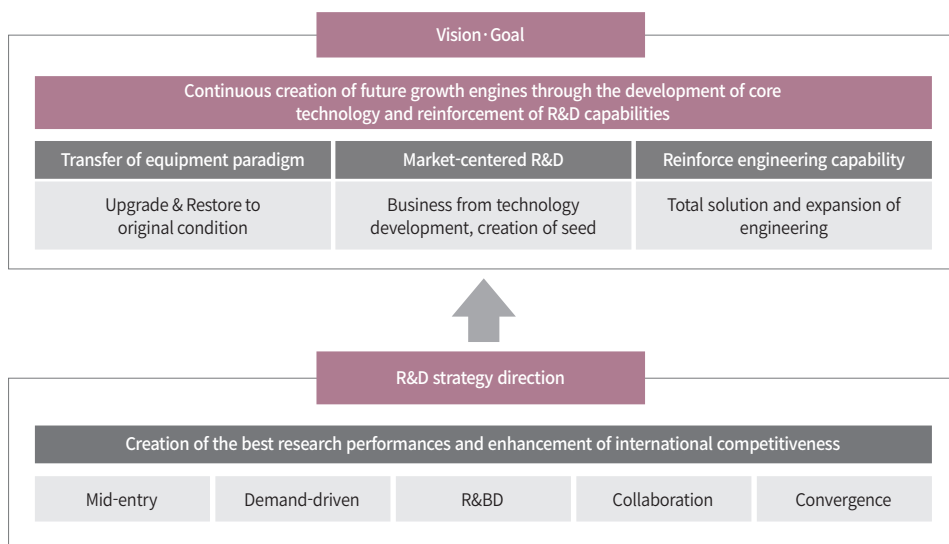 Vision·Goal
Continuous creation of future growth engines through the development of core
technology and reinforcement of R&D capabilities
Transfer of equipment paradigm
Upgrade & Restore to
original condition
Market-centered R&D
Business from technology
development, creation of seed
Reinforce engineering capability
Total solution and expansion of
engineering
R&D strategy direction
Creation of the best research performances and enhancement of international competitiveness
Mid-entry
Demand-driven
R&BD
Collaboration
Convergence